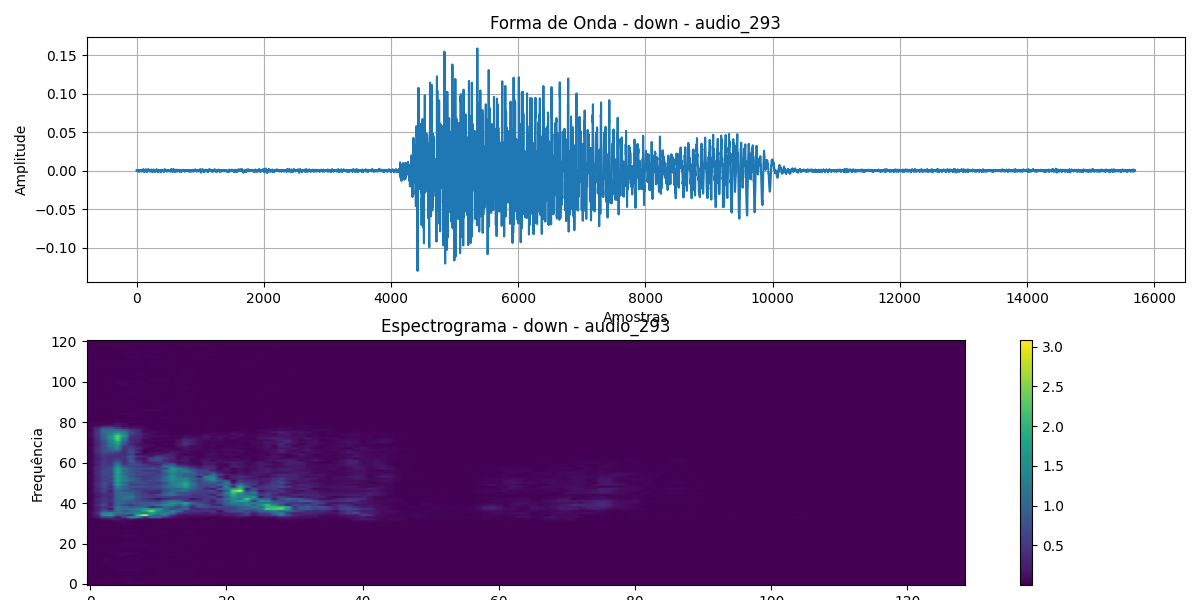 Forma de Onda - down - audio_293
0.15
0.10
0.05
0.00
−0.05
−0.10
Amplitude
0 2000 4000 6000 8000 10000 12000 14000 16000
Amostras
Espectrograma - down - audio_293
120
100
80
60
40
20
0
Frequência
3.0
2.5
2.0
1.5
1.0
0.5
0 20 40 60 80 100 120